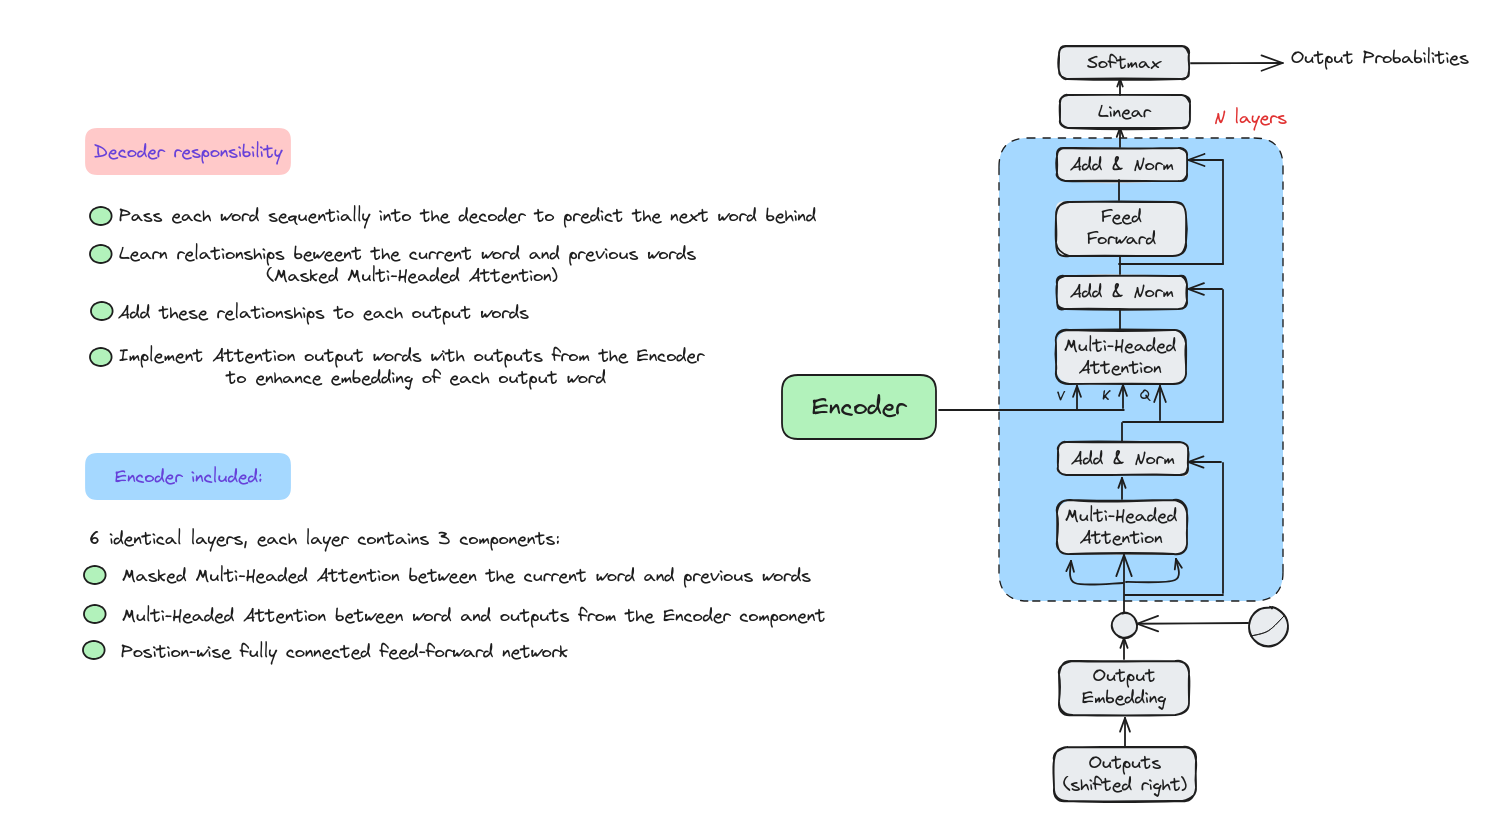 Decoder responsibility
Pass each word sequentially into the decoder to predict the next word behind
Learn relationships beweent the current word and previous words
(Masked Multi-Headed Attention)
Add these relationships to each output words
Implement Attention output words with outputs from the Encoder
to enhance embedding of each output word
Encoder included:
6 identical layers, each layer contains 3 components:
Masked Multi-Headed Attention between the current word and previous words
Multi-Headed Attention between word and outputs from the Encoder component
Position-wise fully connected feed-forward network
Encoder
Softmax
Output Probabilities
Linear
N layers
Add & Norm
Feed
Forward
Add & Norm
Multi-Headed
Attention
V K Q
Add & Norm
Multi-Headed
Attention
Output
Embedding
Outputs
(shifted right)